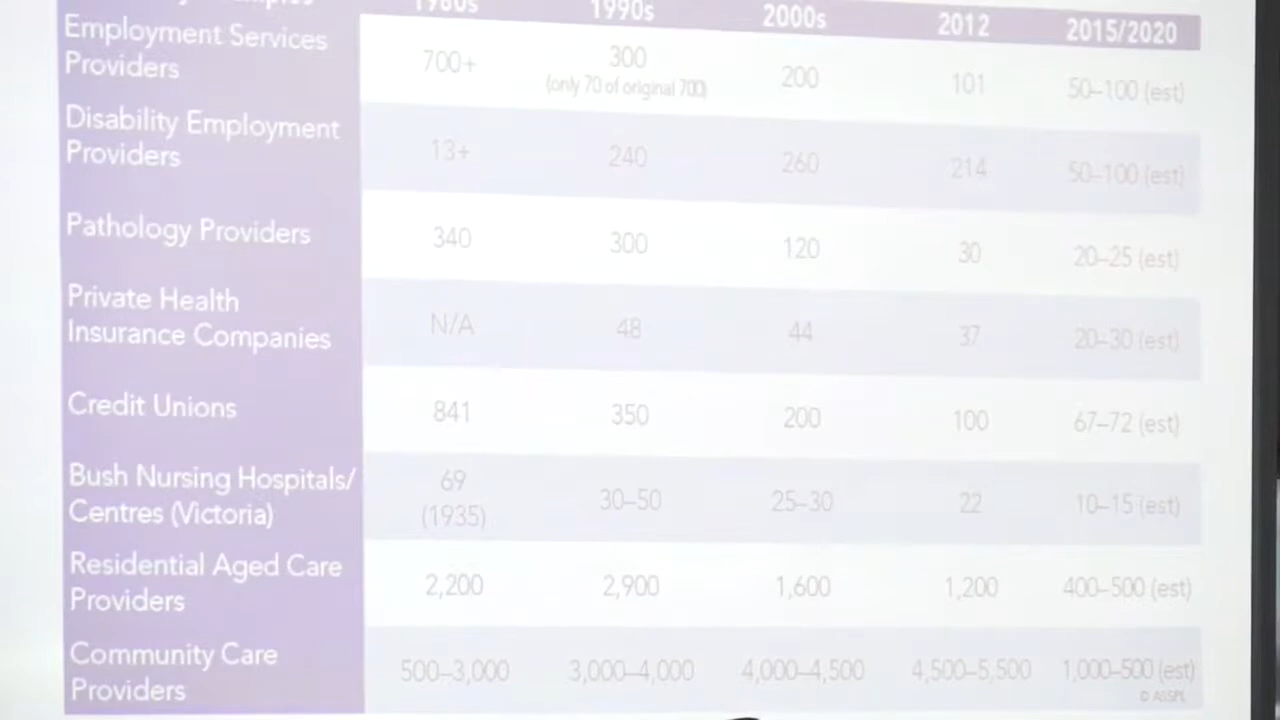 1980s 1990s 2000s 2012 2015/2020
Employment Services
Providers
700+ 300 200 101 50–100 (est)
(only 70 of original 700)
Disability Employment
Providers
13+ 240 260 214 50–100 (est)
Pathology Providers 340 300 120 30 20–25 (est)
Private Health
Insurance Companies
N/A 48 44 37 20–30 (est)
Credit Unions 841 350 200 100 67–72 (est)
Bush Nursing Hospitals/
Centres (Victoria)
69
(1935)
30–50 25–30 22 10–15 (est)
Residential Aged Care
Providers
2,200 2,900 1,600 1,200 400–500 (est)
Community Care
Providers
500–3,000 3,000–4,000 4,000–4,500 4,500–5,500 1,000–500 (est)